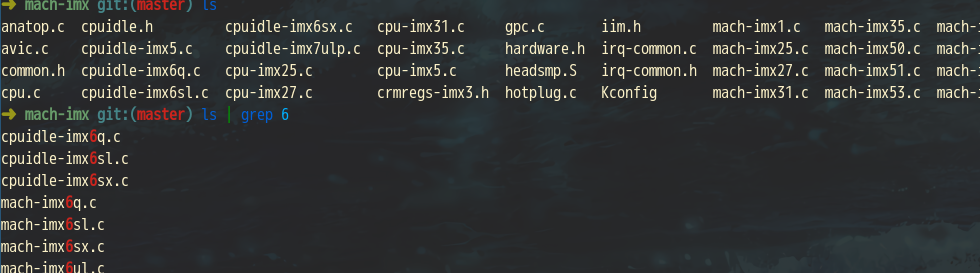 ➜ mach-imx git:(master) ls
anatop.c cpuidle.h cpuidle-imx6sx.c cpu-imx31.c gpc.c iim.h mach-imx1.c mach-imx35.c mach-
avic.c cpuidle-imx5.c cpuidle-imx7ulp.c cpu-imx35.c hardware.h irq-common.c mach-imx25.c mach-imx50.c mach-
common.h cpuidle-imx6q.c cpu-imx25.c cpu-imx5.c headsmp.S irq-common.h mach-imx27.c mach-imx51.c mach-
cpu.c cpuidle-imx6sl.c cpu-imx27.c crmregs-imx3.h hotplug.c Kconfig mach-imx31.c mach-imx53.c mach-
➜ mach-imx git:(master) ls | grep 6
cpuidle-imx6q.c
cpuidle-imx6sl.c
cpuidle-imx6sx.c
mach-imx6q.c
mach-imx6sl.c
mach-imx6sx.c
mach-imx6ul.c